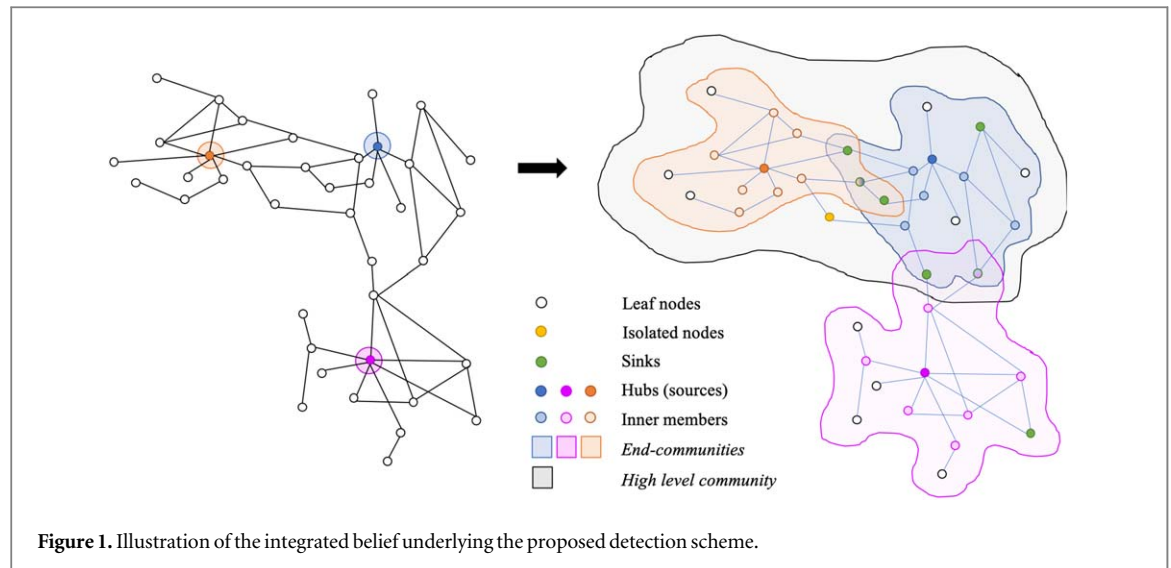 Leaf nodes
Isolated nodes
Sinks
Hubs (sources)
Inner members
End-communities
High level community
Figure 1. Illustration of the integrated belief underlying the proposed detection scheme.